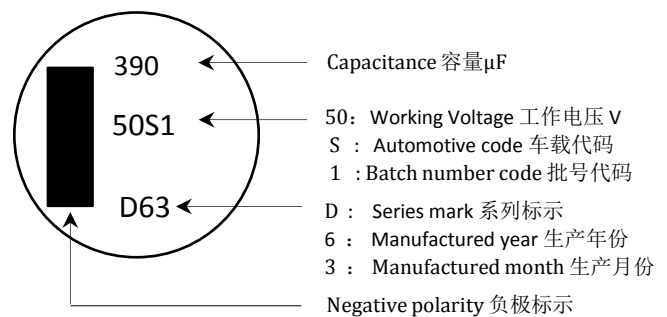 390
Capacitance 容量μF
50S1
50：Working Voltage 工作电压 V
S : Automotive code 车载代码
1 : Batch number code 批号代码
D63
D : Series mark 系列标示
6 : Manufactured year 生产年份
3 : Manufactured month 生产月份
Negative polarity 负极标示